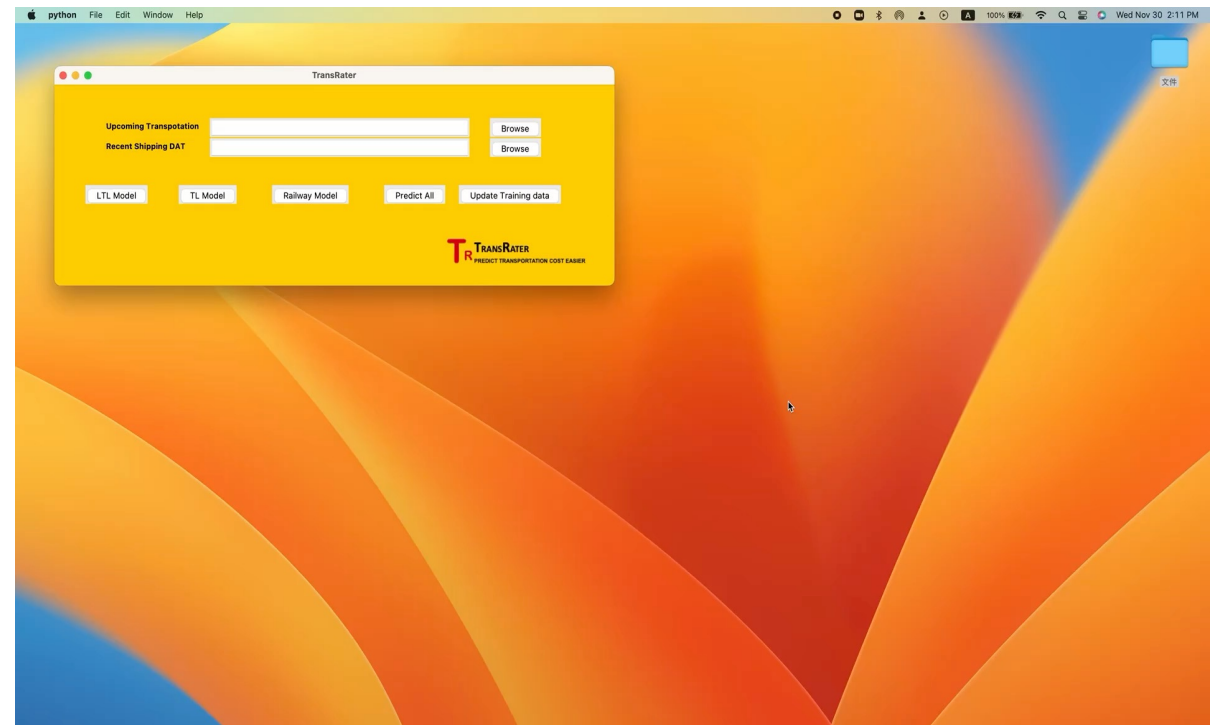 python File Edit Window Help
A 100% Wed Nov 30 2:11 PM
文件
TransRater
Upcoming Transpotation Browse
Recent Shipping DAT Browse
LTL Model TL Model Railway Model Predict All Update Training data
TR TRANSRATER
PREDICT TRANSPORTATION COST EASIER